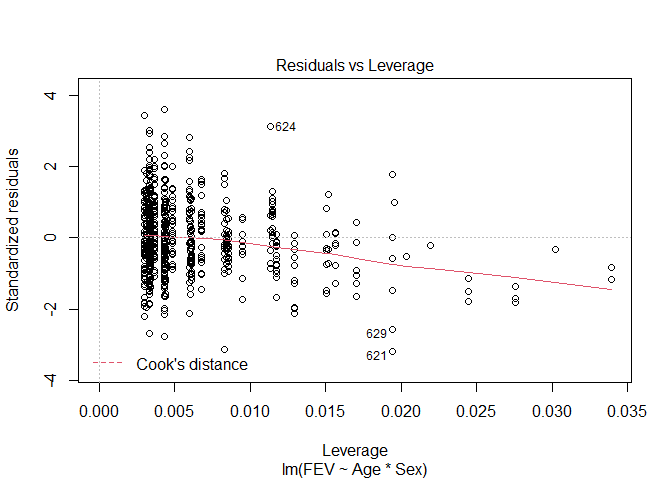 Residuals vs Leverage
Standardized residuals
4
2
0
-2
-4
624
629
621
Cook's distance
0.000 0.005 0.010 0.015 0.020 0.025 0.030 0.035
Leverage
lm(FEV ~ Age * Sex)